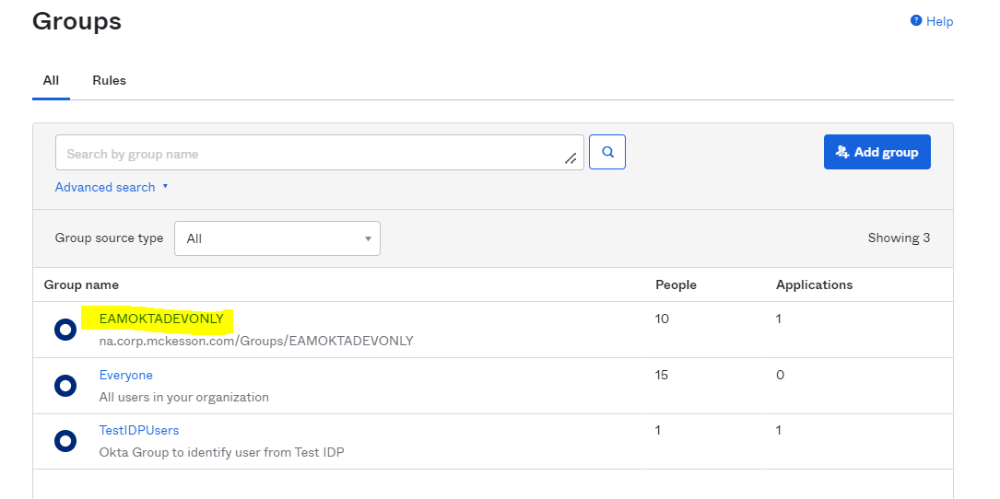 Groups
Help
All Rules
Search by group name
Add group
Advanced search
Group source type All Showing 3
Group name People Applications
EAMOKTADEVONLY 10 1
na.corp.mckesson.com/Groups/EAMOKTADEVONLY
Everyone 15 0
All users in your organization
TestIDPUsers 1 1
Okta Group to identify user from Test IDP